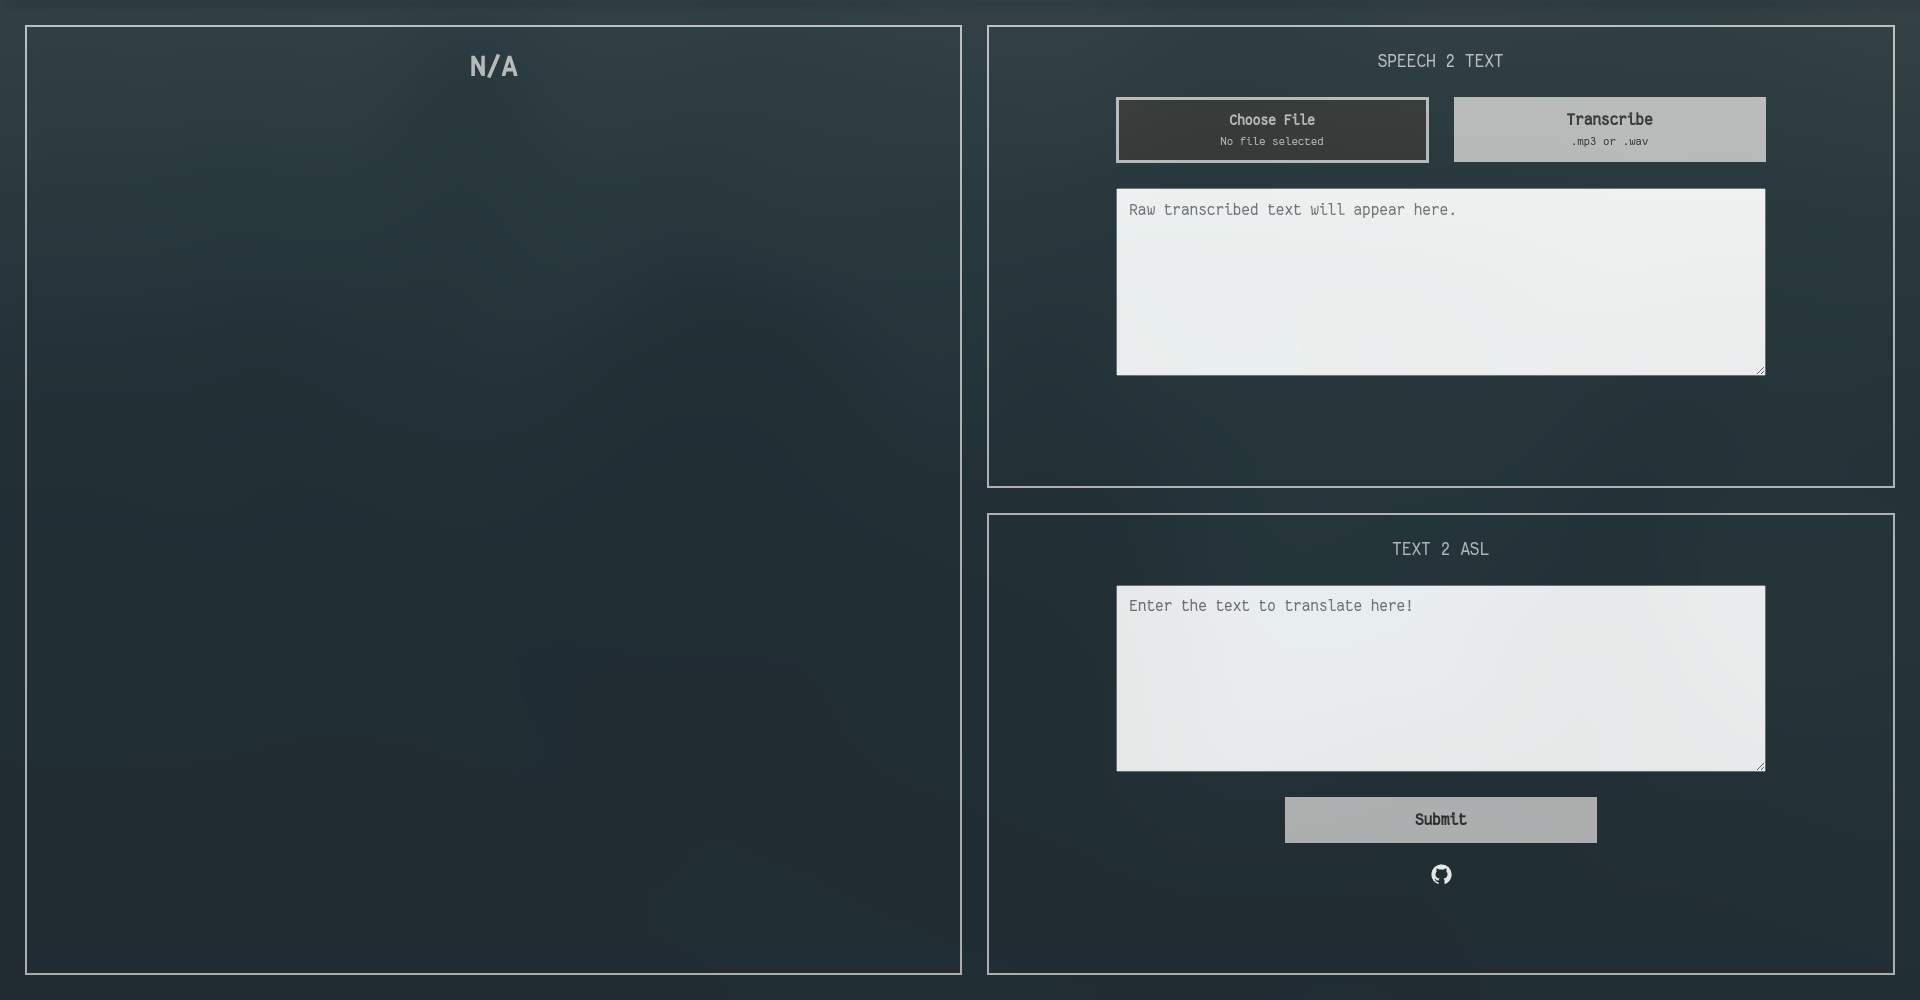 N/A
SPEECH 2 TEXT
Choose File
No file selected
Transcribe
.mp3 or .wav
Raw transcribed text will appear here.
TEXT 2 ASL
Enter the text to translate here!
Submit